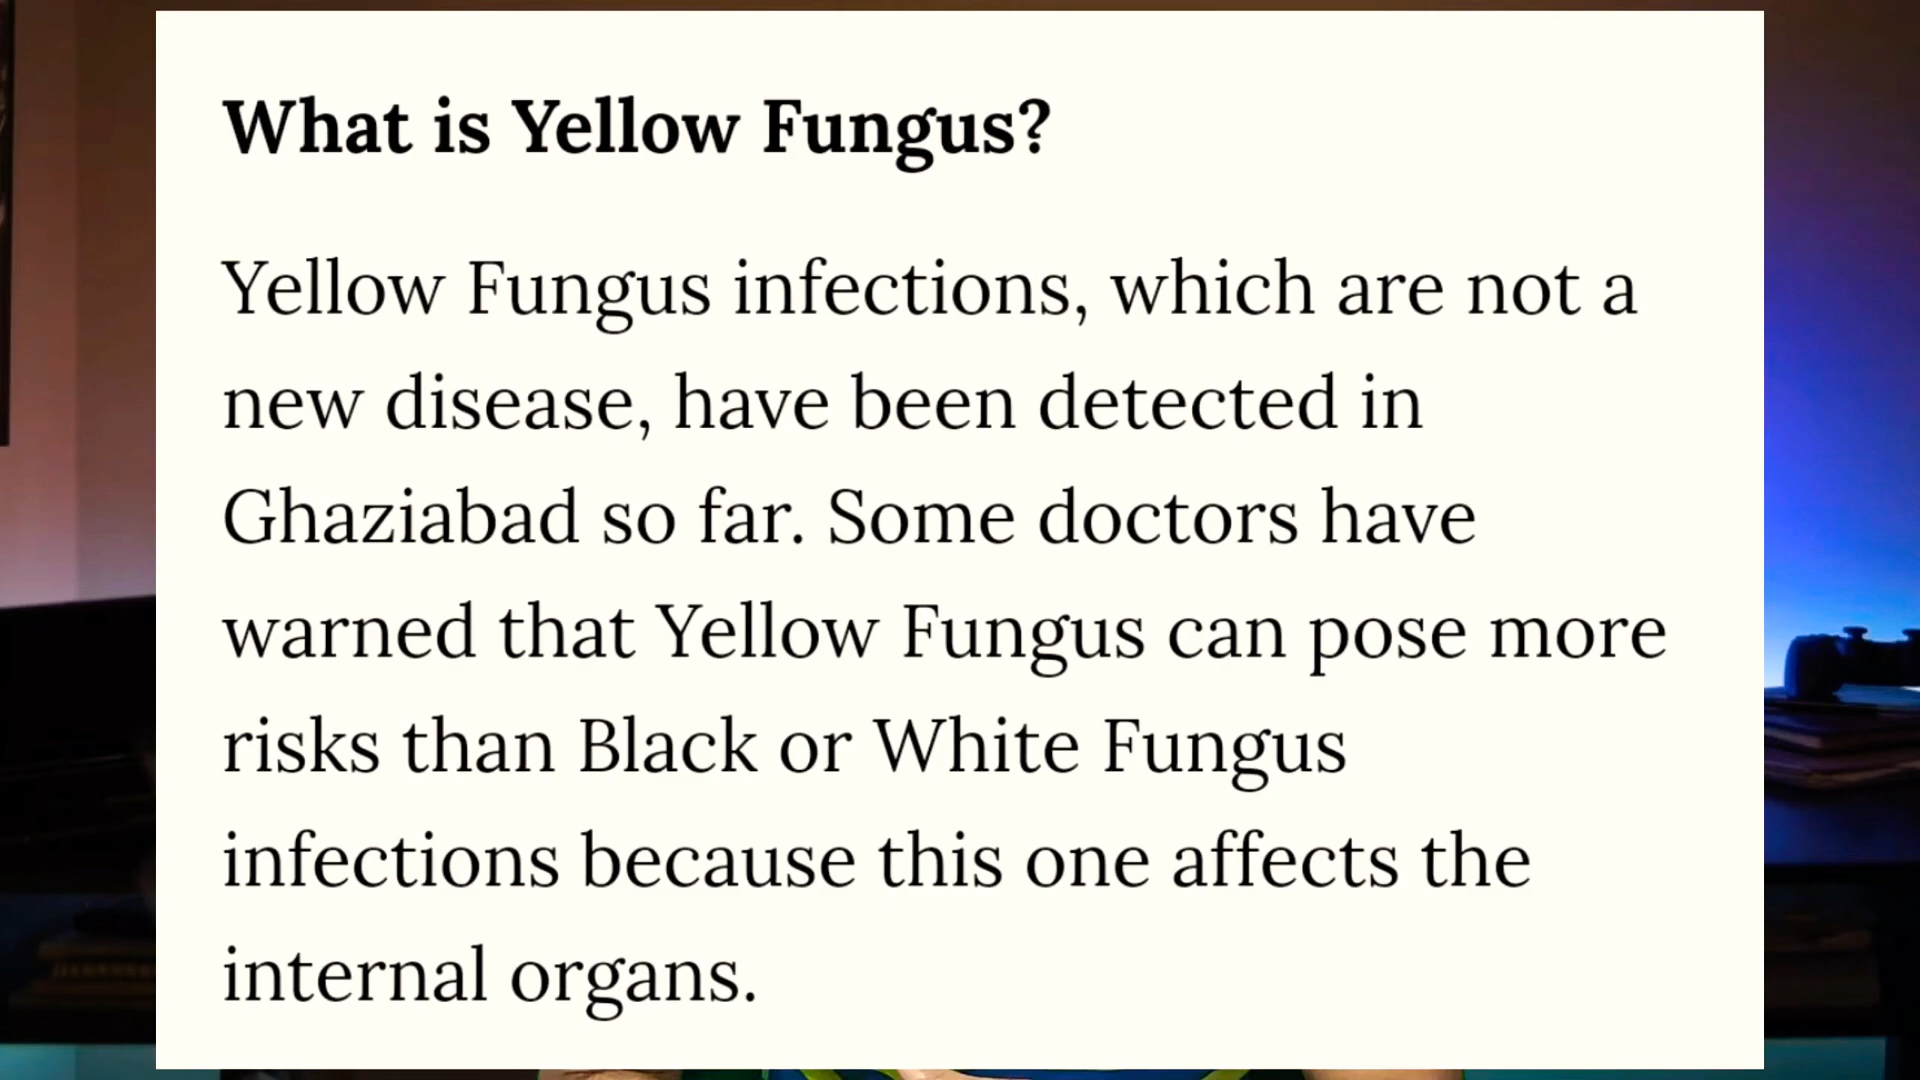 What is Yellow Fungus?
Yellow Fungus infections, which are not a
new disease, have been detected in
Ghaziabad so far. Some doctors have
warned that Yellow Fungus can pose more
risks than Black or White Fungus
infections because this one affects the
internal organs.